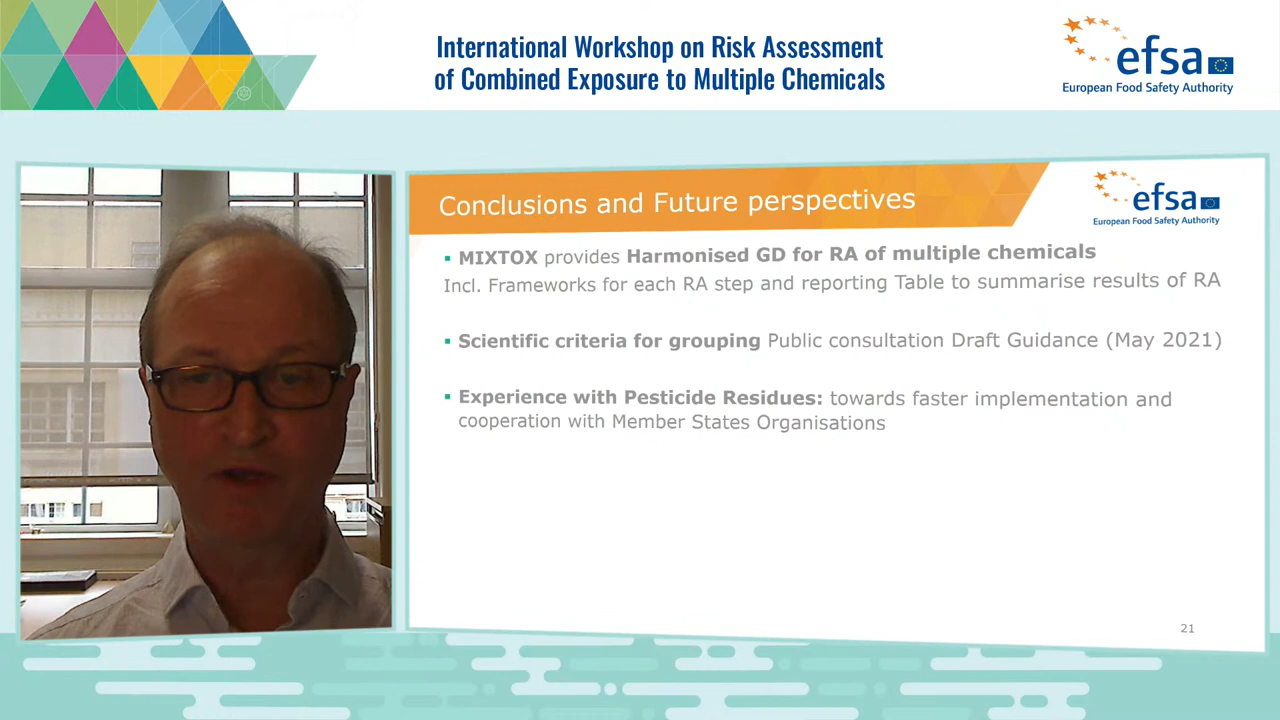 International Workshop on Risk Assessment
of Combined Exposure to Multiple Chemicals
efsa
European Food Safety Authority
Conclusions and Future perspectives
efsa
European Food Safety Authority
▪ MIXTOX provides Harmonised GD for RA of multiple chemicals
Incl. Frameworks for each RA step and reporting Table to summarise results of RA
▪ Scientific criteria for grouping Public consultation Draft Guidance (May 2021)
▪ Experience with Pesticide Residues: towards faster implementation and
cooperation with Member States Organisations
21